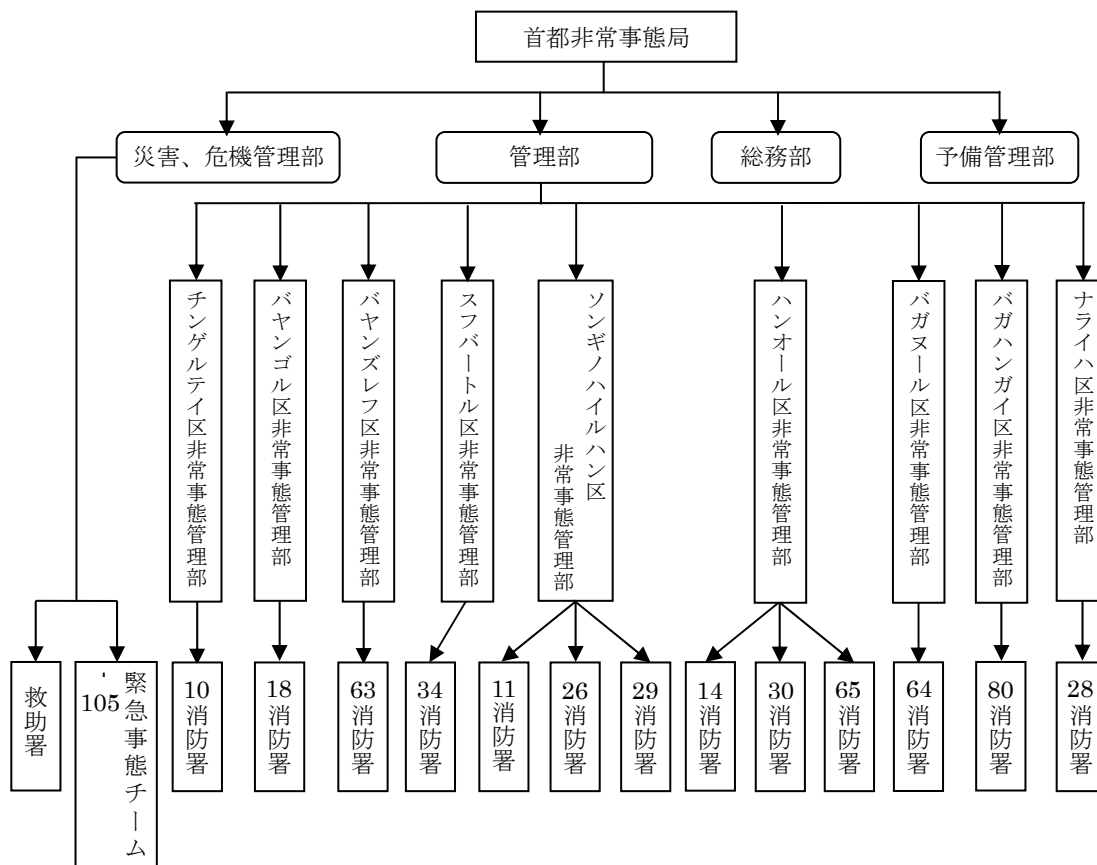 首都非常事態局
災害、危機管理部
管理部
総務部
予備管理部
チンゲルテイ区非常事態管理部
バヤンゴル区非常事態管理部
バヤンズレフ区非常事態管理部
スフバートル区非常事態管理部
ソンギノハイルハン区
非常事態管理部
ハンオール区非常事態管理部
バガヌール区非常事態管理部
バガハンガイ区非常事態管理部
ナライハ区非常事態管理部
救助署
緊急事態チーム
105
10消防署
18消防署
63消防署
34消防署
11消防署
26消防署
29消防署
14消防署
30消防署
65消防署
64消防署
80消防署
28消防署